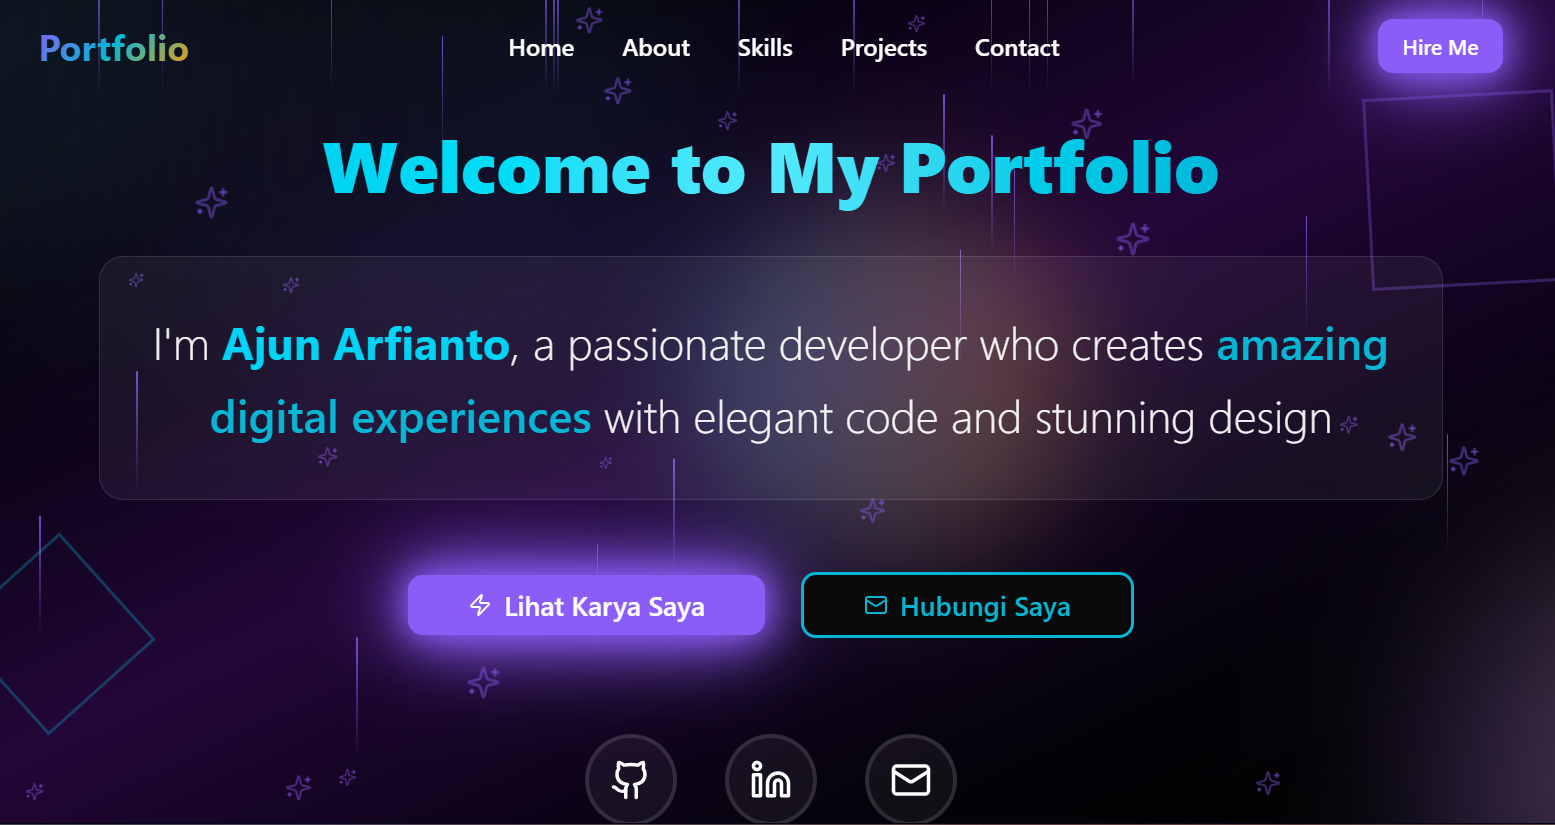 Portfolio
Home About Skills Projects Contact
Hire Me
Welcome to My Portfolio
I'm Ajun Arfianto, a passionate developer who creates amazing
digital experiences with elegant code and stunning design
Lihat Karya Saya
Hubungi Saya